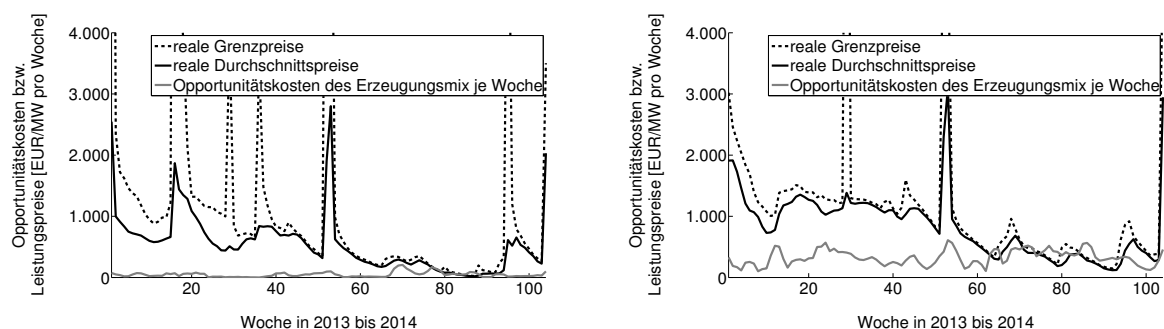 Opportunitätskosten bzw.
Leistungspreise [EUR/MW pro Woche]
4.000
3.000
2.000
1.000
0
reale Grenzpreise
reale Durchschnittspreise
Opportunitätskosten des Erzeugungsmix je Woche
20
40
60
80
100
Woche in 2013 bis 2014
Opportunitätskosten bzw.
Leistungspreise [EUR/MW pro Woche]
4.000
3.000
2.000
1.000
0
reale Grenzpreise
reale Durchschnittspreise
Opportunitätskosten des Erzeugungsmix je Woche
20
40
60
80
100
Woche in 2013 bis 2014